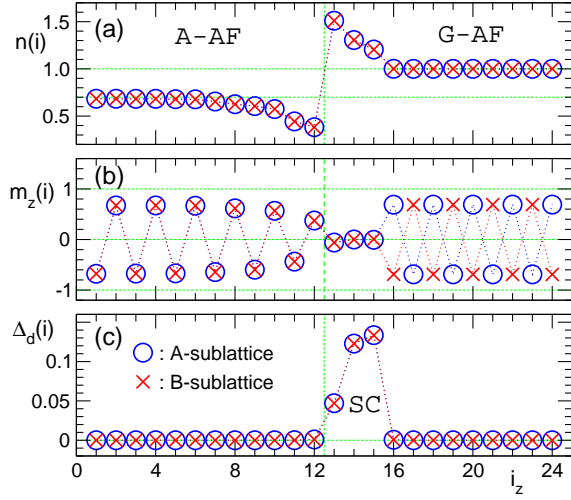 n(i)
1.5
1.0
0.5
(a)
A-AF
G-AF
m_z(i)
1
0
-1
(b)
Δ_d(i)
0.1
0.05
0
(c)
○ : A-sublattice
× : B-sublattice
SC
0 4 8 12 16 20 24
i_z